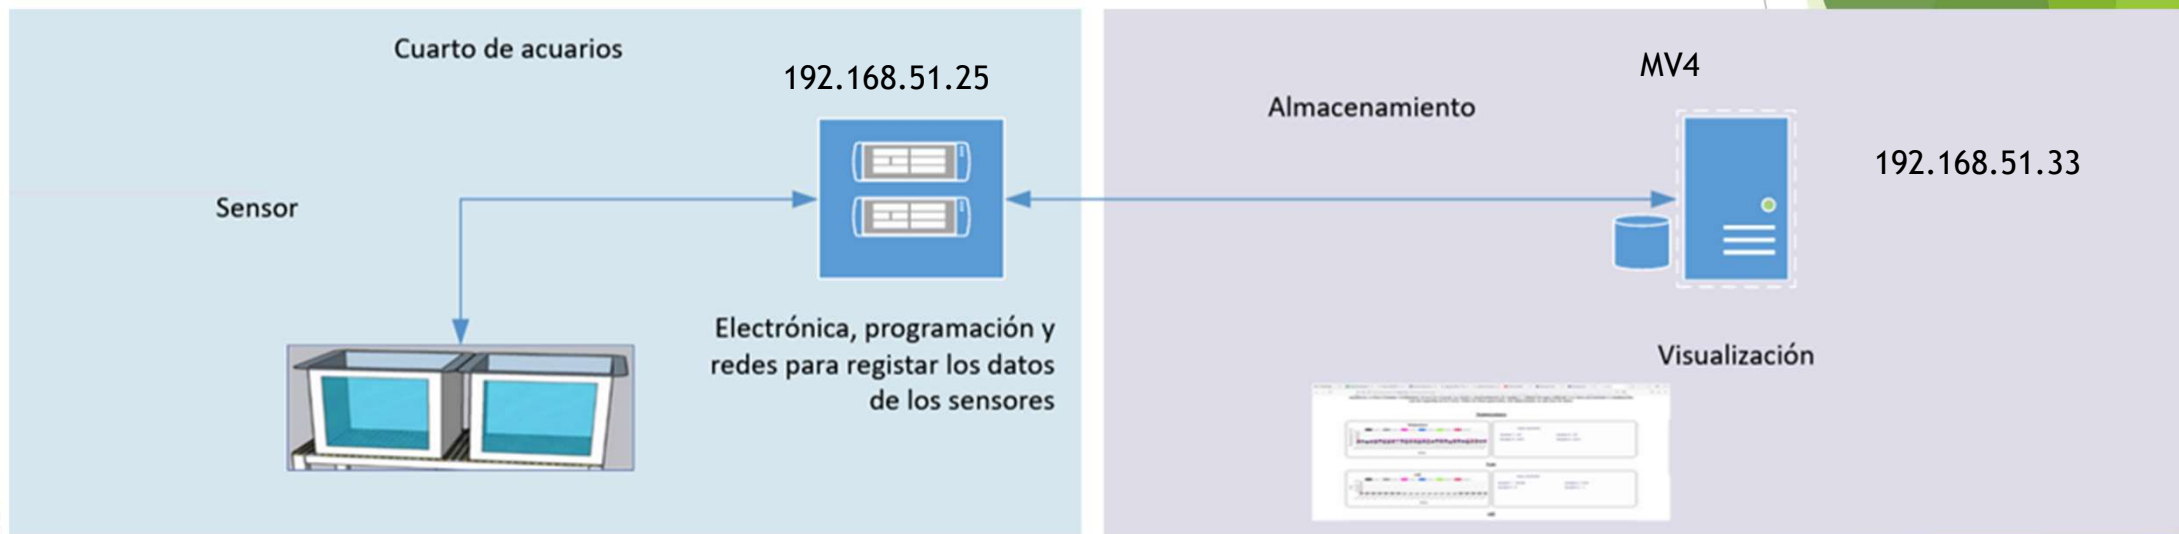 Cuarto de acuarios
192.168.51.25
Sensor
Electrónica, programación y
redes para registar los datos
de los sensores
MV4
Almacenamiento
192.168.51.33
Visualización